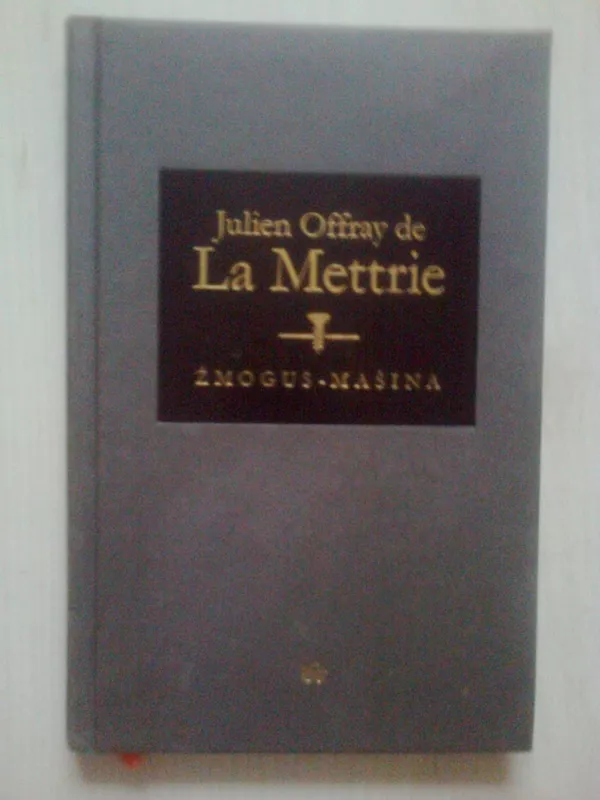 Julien Offray de
La Mettrie
ŽMOGUS-MAŠINA